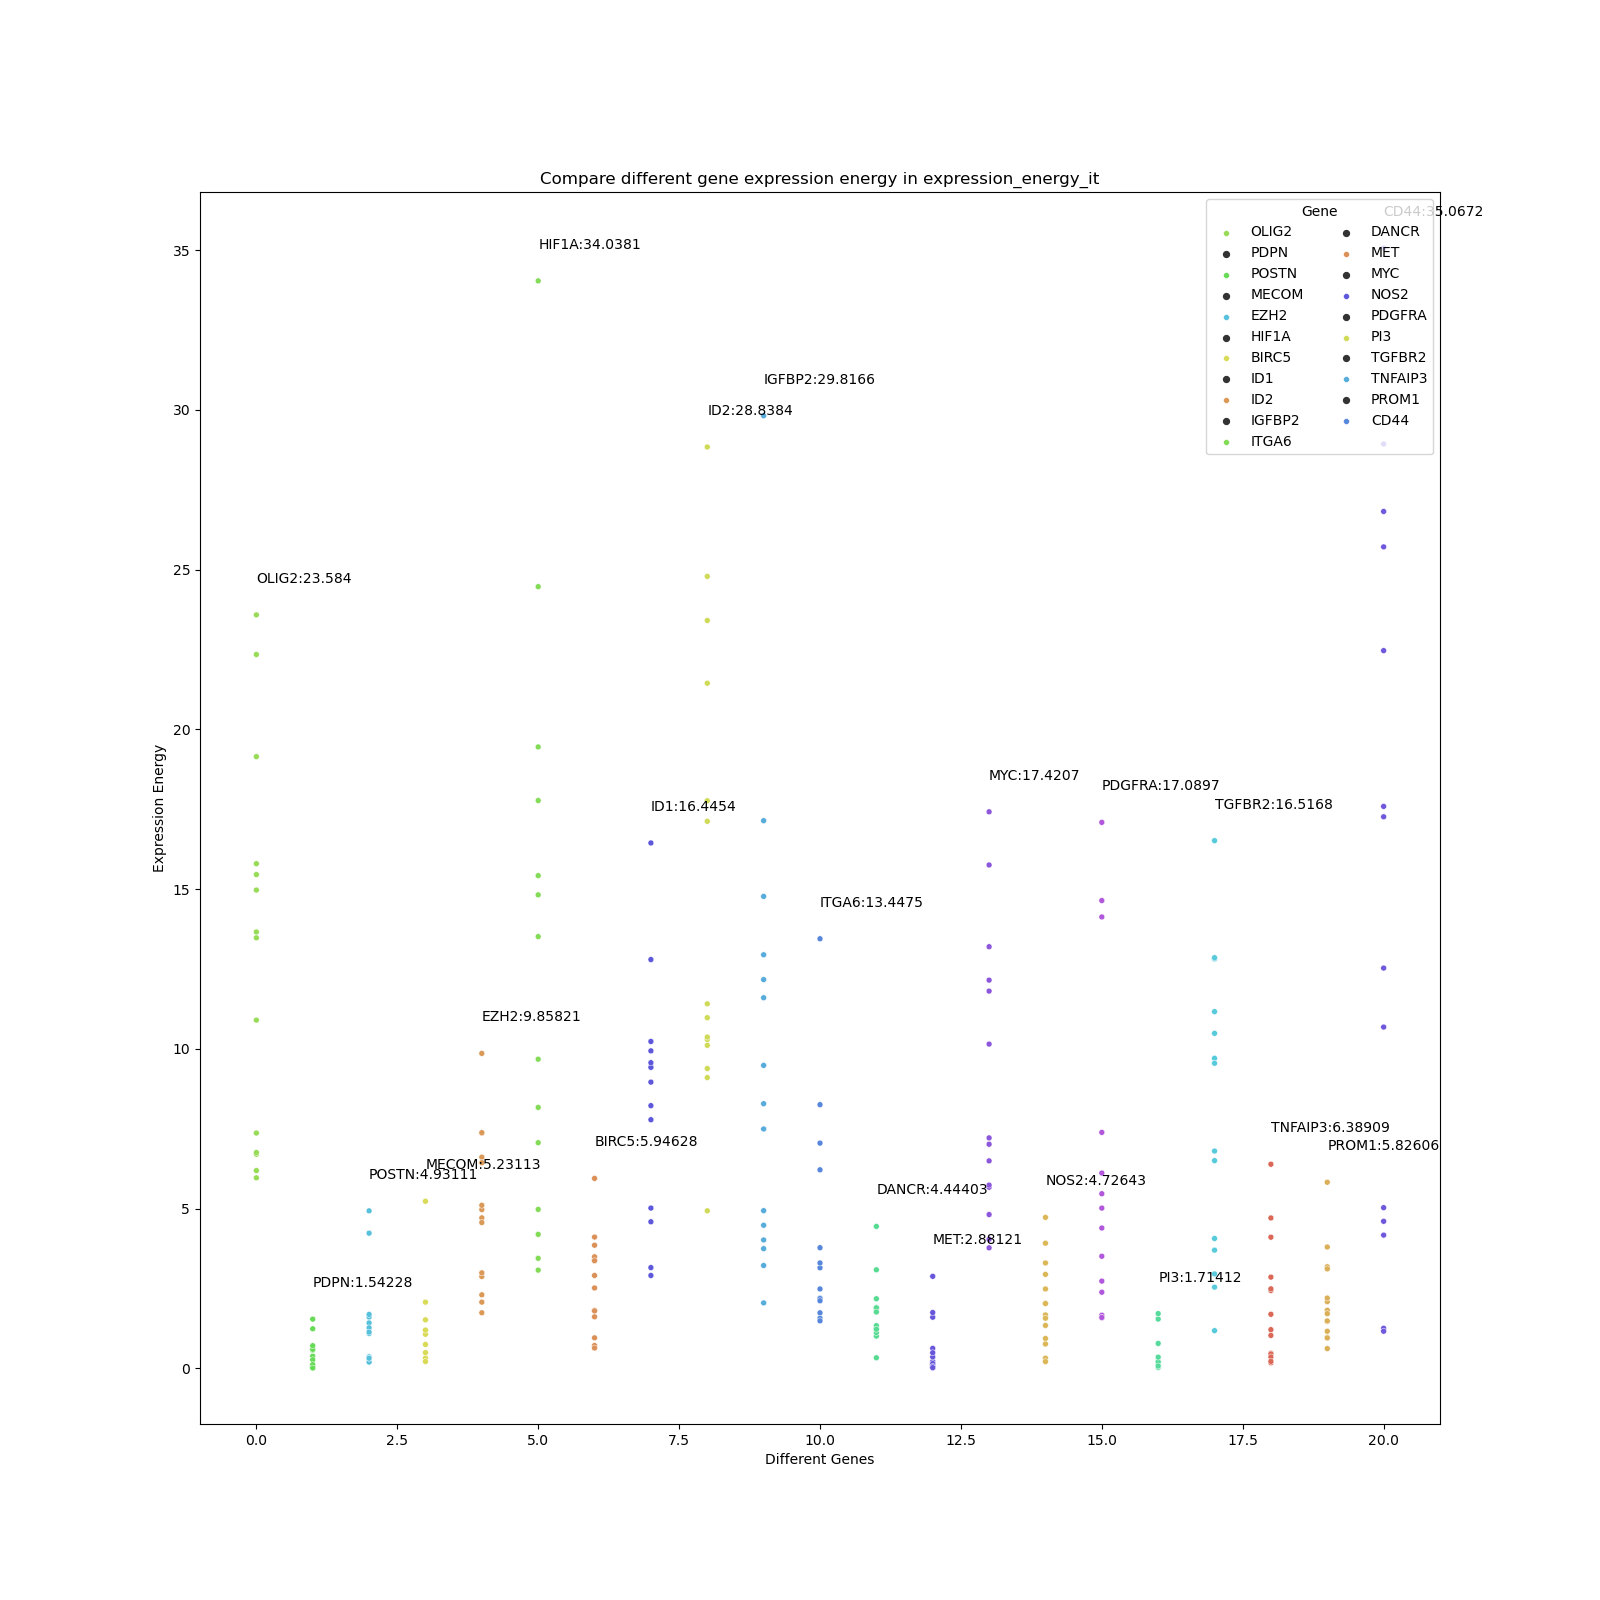 Compare different gene expression energy in expression_energy_it
CD44:35.0672
Gene
OLIG2
PDPN
POSTN
MECOM
EZH2
HIF1A
BIRC5
ID1
ID2
IGFBP2
ITGA6
DANCR
MET
MYC
NOS2
PDGFRA
PI3
TGFBR2
TNFAIP3
PROM1
CD44
HIF1A:34.0381
IGFBP2:29.8166
ID2:28.8384
OLIG2:23.584
MYC:17.4207
PDGFRA:17.0897
TGFBR2:16.5168
ID1:16.4454
ITGA6:13.4475
EZH2:9.85821
BIRC5:5.94628
TNFAIP3:6.38909
PROM1:5.82606
MECOM:5.23113
POSTN:4.93111
DANCR:4.44403
NOS2:4.72643
MET:2.88121
PDPN:1.54228
PI3:1.71412
35
30
25
20
15
10
5
0
Expression Energy
0.0
2.5
5.0
7.5
10.0
12.5
15.0
17.5
20.0
Different Genes